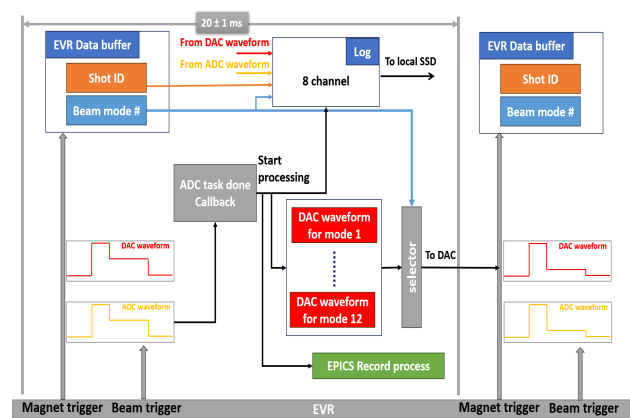 20 ± 1 ms
EVR Data buffer
Shot ID
Beam mode #
From DAC waveform
From ADC waveform
Log
8 channel
To local SSD
EVR Data buffer
Shot ID
Beam mode #
Start
processing
ADC task done
Callback
DAC waveform
for mode 1
DAC waveform
for mode 12
selector
To DAC
DAC waveform
ADC waveform
DAC waveform
ADC waveform
EPICS Record process
Magnet trigger
Beam trigger
EVR
Magnet trigger
Beam trigger